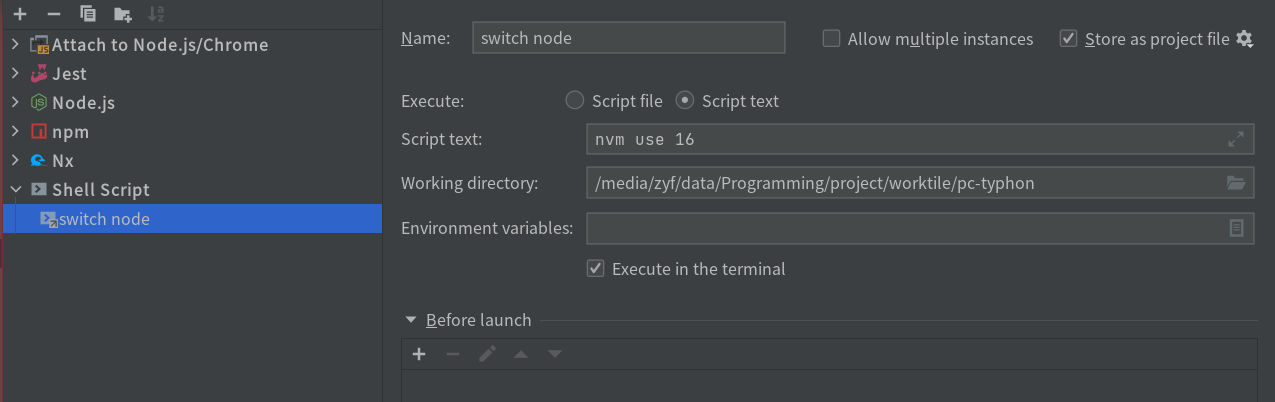 Attach to Node.js/Chrome
Jest
Node.js
npm
Nx
Shell Script
switch node
Name: switch node Allow multiple instances Store as project file
Execute: Script file Script text
Script text: nvm use 16
Working directory: /media/zyf/data/Programming/project/worktile/pc-typhon
Environment variables:
Execute in the terminal
Before launch